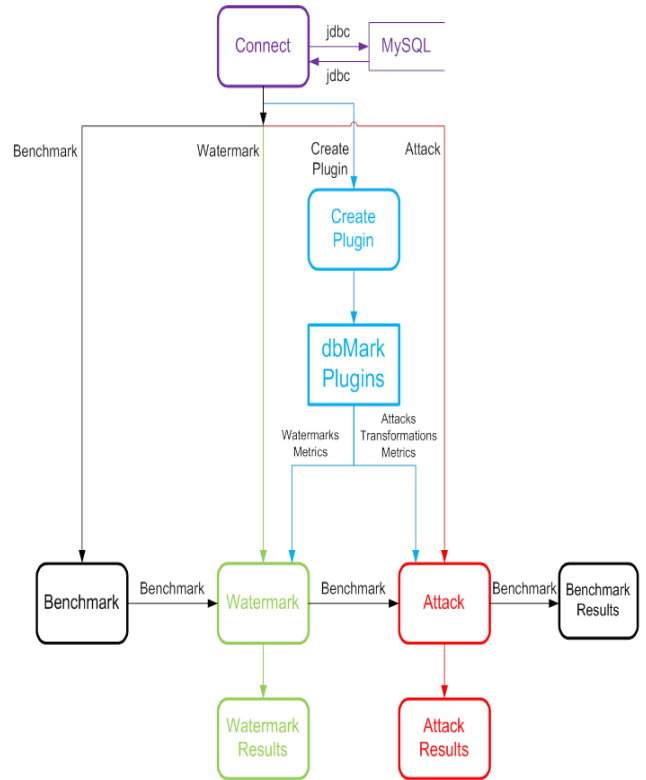 Connect
jdbc
MySQL
jdbc
Benchmark
Watermark
Create
Plugin
Attack
Create
Plugin
dbMark
Plugins
Watermarks
Metrics
Attacks
Transformations
Metrics
Benchmark
Benchmark
Watermark
Benchmark
Attack
Benchmark
Benchmark
Results
Watermark
Results
Attack
Results